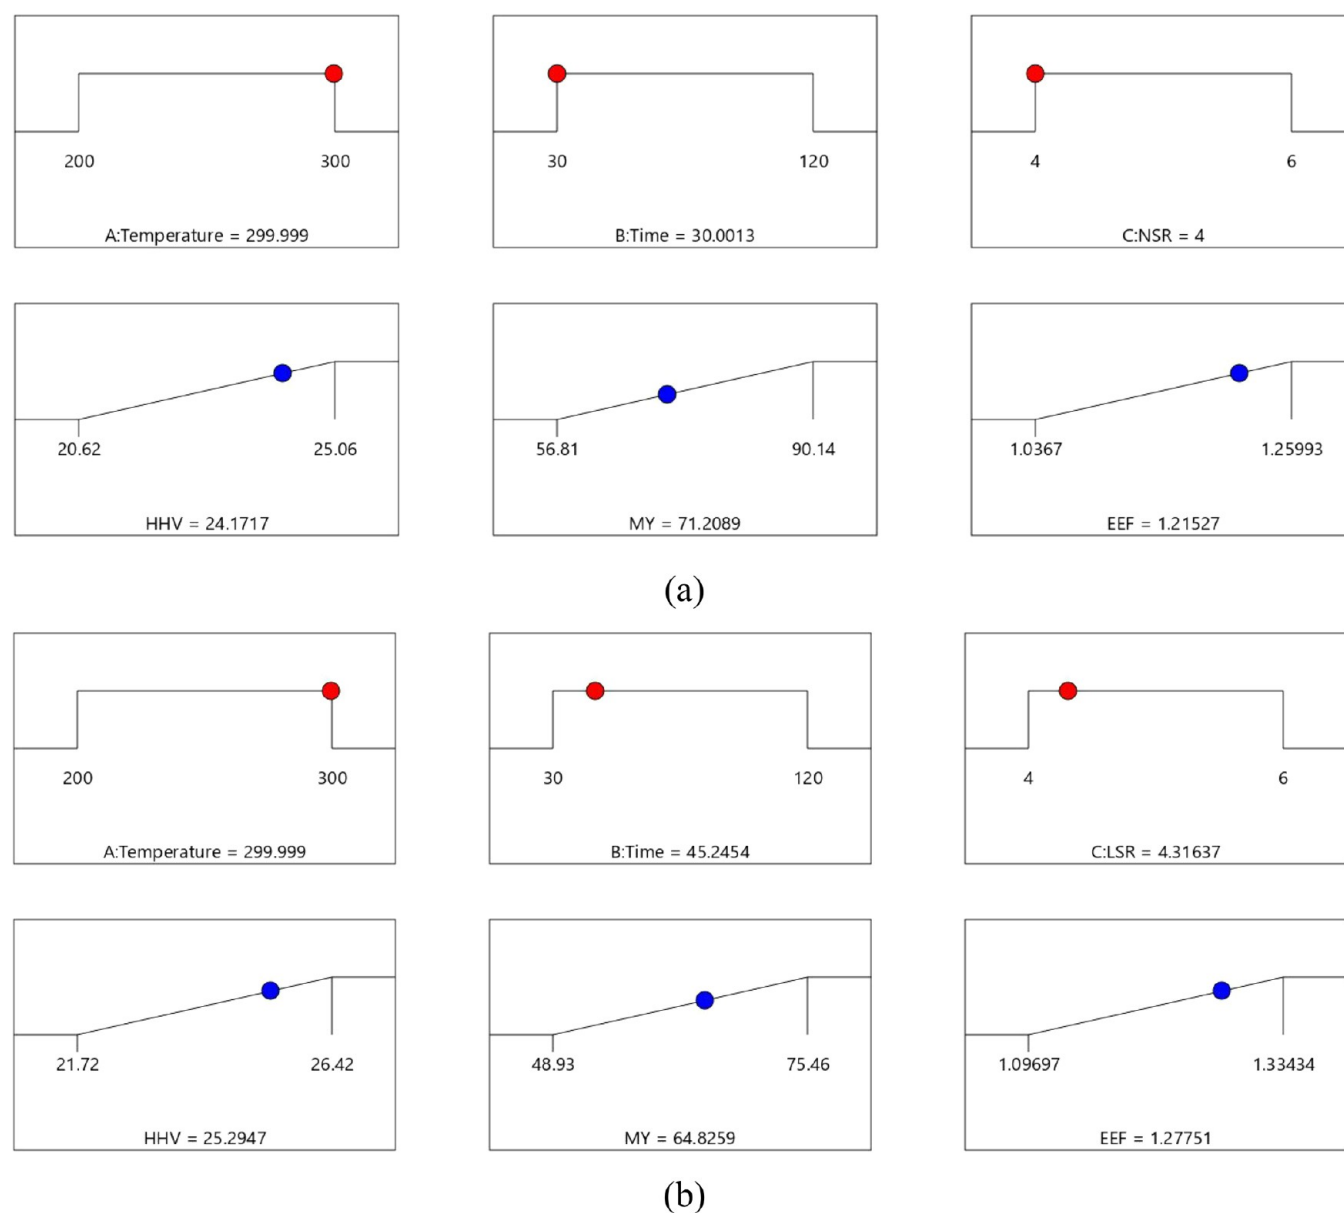 200 300 30 120 4 6
A:Temperature = 299.999 B:Time = 30.0013 C:NSR = 4
20.62 25.06 56.81 90.14 1.0367 1.25993
HHV = 24.1717 MY = 71.2089 EEF = 1.21527
(a)
200 300 30 120 4 6
A:Temperature = 299.999 B:Time = 45.2454 C:LSR = 4.31637
21.72 26.42 48.93 75.46 1.09697 1.33434
HHV = 25.2947 MY = 64.8259 EEF = 1.27751
(b)